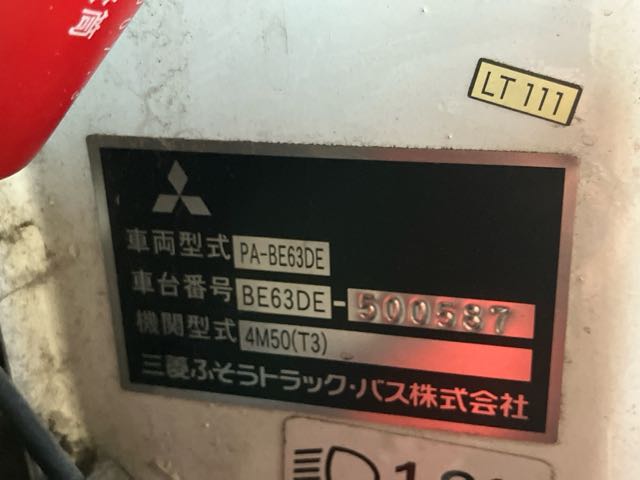 筒
LT 111
車両型式 PA-BE63DE
車台番号 BE63DE-500587
機関型式 4M50(T3)
三菱ふそうトラック・バス株式会社